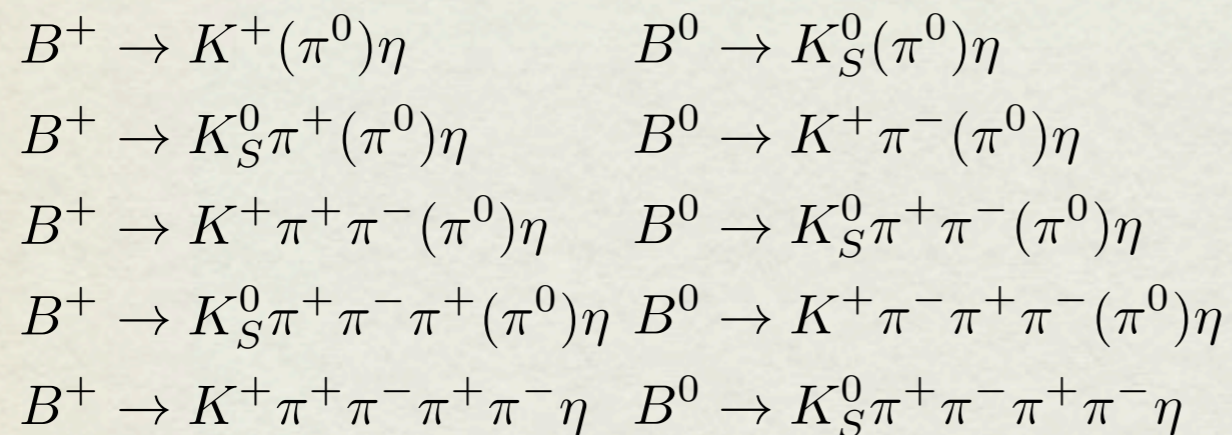 B⁺ → K⁺(π⁰)η B⁰ → K⁰_S(π⁰)η
B⁺ → K⁰_Sπ⁺(π⁰)η B⁰ → K⁺π⁻(π⁰)η
B⁺ → K⁺π⁺π⁻(π⁰)η B⁰ → K⁰_Sπ⁺π⁻(π⁰)η
B⁺ → K⁰_Sπ⁺π⁻π⁺(π⁰)η B⁰ → K⁺π⁻π⁺π⁻(π⁰)η
B⁺ → K⁺π⁺π⁻π⁺π⁻η B⁰ → K⁰_Sπ⁺π⁻π⁺π⁻η